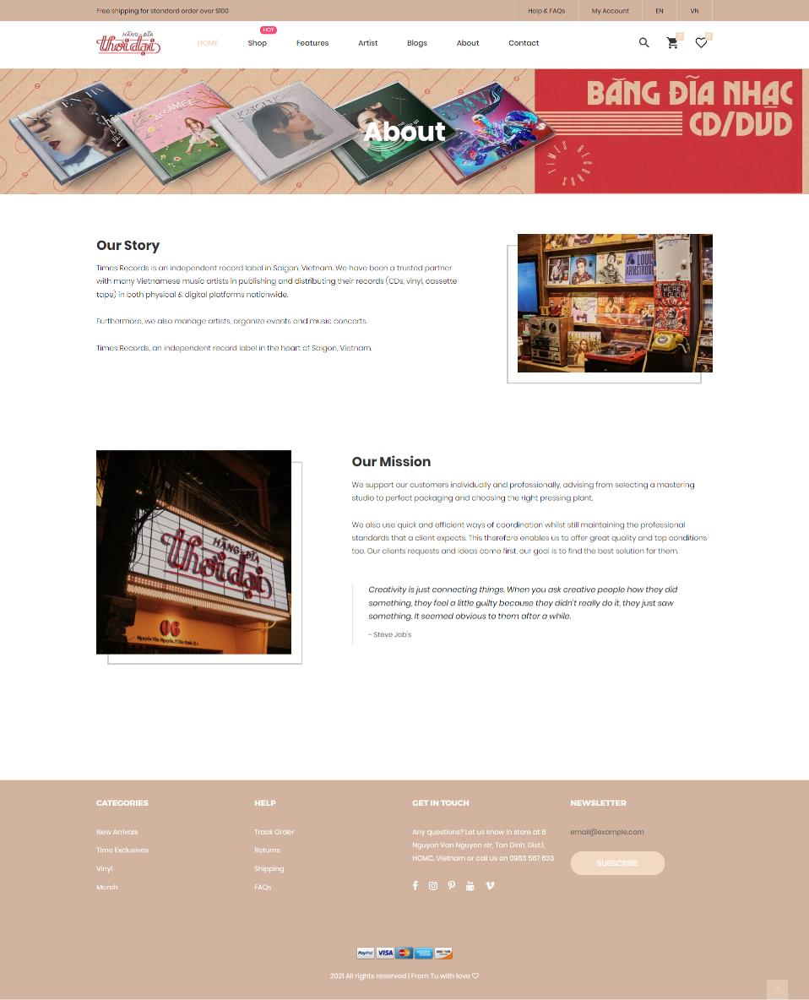 Free shipping for standard order over $100
Help & FAQs
My Account
EN
VN
HÃNG ĐĨA
thời đại
HOME
HOT
Shop
Features
Artist
Blogs
About
Contact
0
0
About
BĂNG ĐĨA NHẠC
CD/DVD
Our Story
Times Records is an independent record label in Saigon, Vietnam. We have been a trusted partner
with many Vietnamese music artists in publishing and distributing their records (CDs, vinyl, cassette
tape) in both physical & digital platforms nationwide.
Furthermore, we also manage artists, organize events and music concerts.
Times Records, an independent record label in the heart of Saigon, Vietnam.
LOUIS
ARMSTRONG
WE'RE
LOUD
HÃNG ĐĨA
thời đại
06
Our Mission
We support our customers individually and professionally, advising from selecting a mastering
studio to perfect packaging and choosing the right pressing plant.
We also use quick and efficient ways of coordination whilst still maintaining the professional
standards that a client expects. This therefore enables us to offer great quality and top conditions
too. Our clients requests and ideas come first, our goal is to find the best solution for them.
Creativity is just connecting things. When you ask creative people how they did
something, they feel a little guilty because they didn't really do it, they just saw
something. It seemed obvious to them after a while.
- Steve Job's
CATEGORIES
New Arrivals
Time Exclusives
Vinyl
Merch
HELP
Track Order
Returns
Shipping
FAQs
GET IN TOUCH
Any questions? Let us know in store at 6
Nguyen Van Nguyen str, Tan Dinh, Dist.1,
HCMC, Vietnam or call us on 0983 587 833
NEWSLETTER
email@example.com
SUBSCRIBE
PayPal
VISA
DISCOVER
2021 All rights reserved | From Tu with love